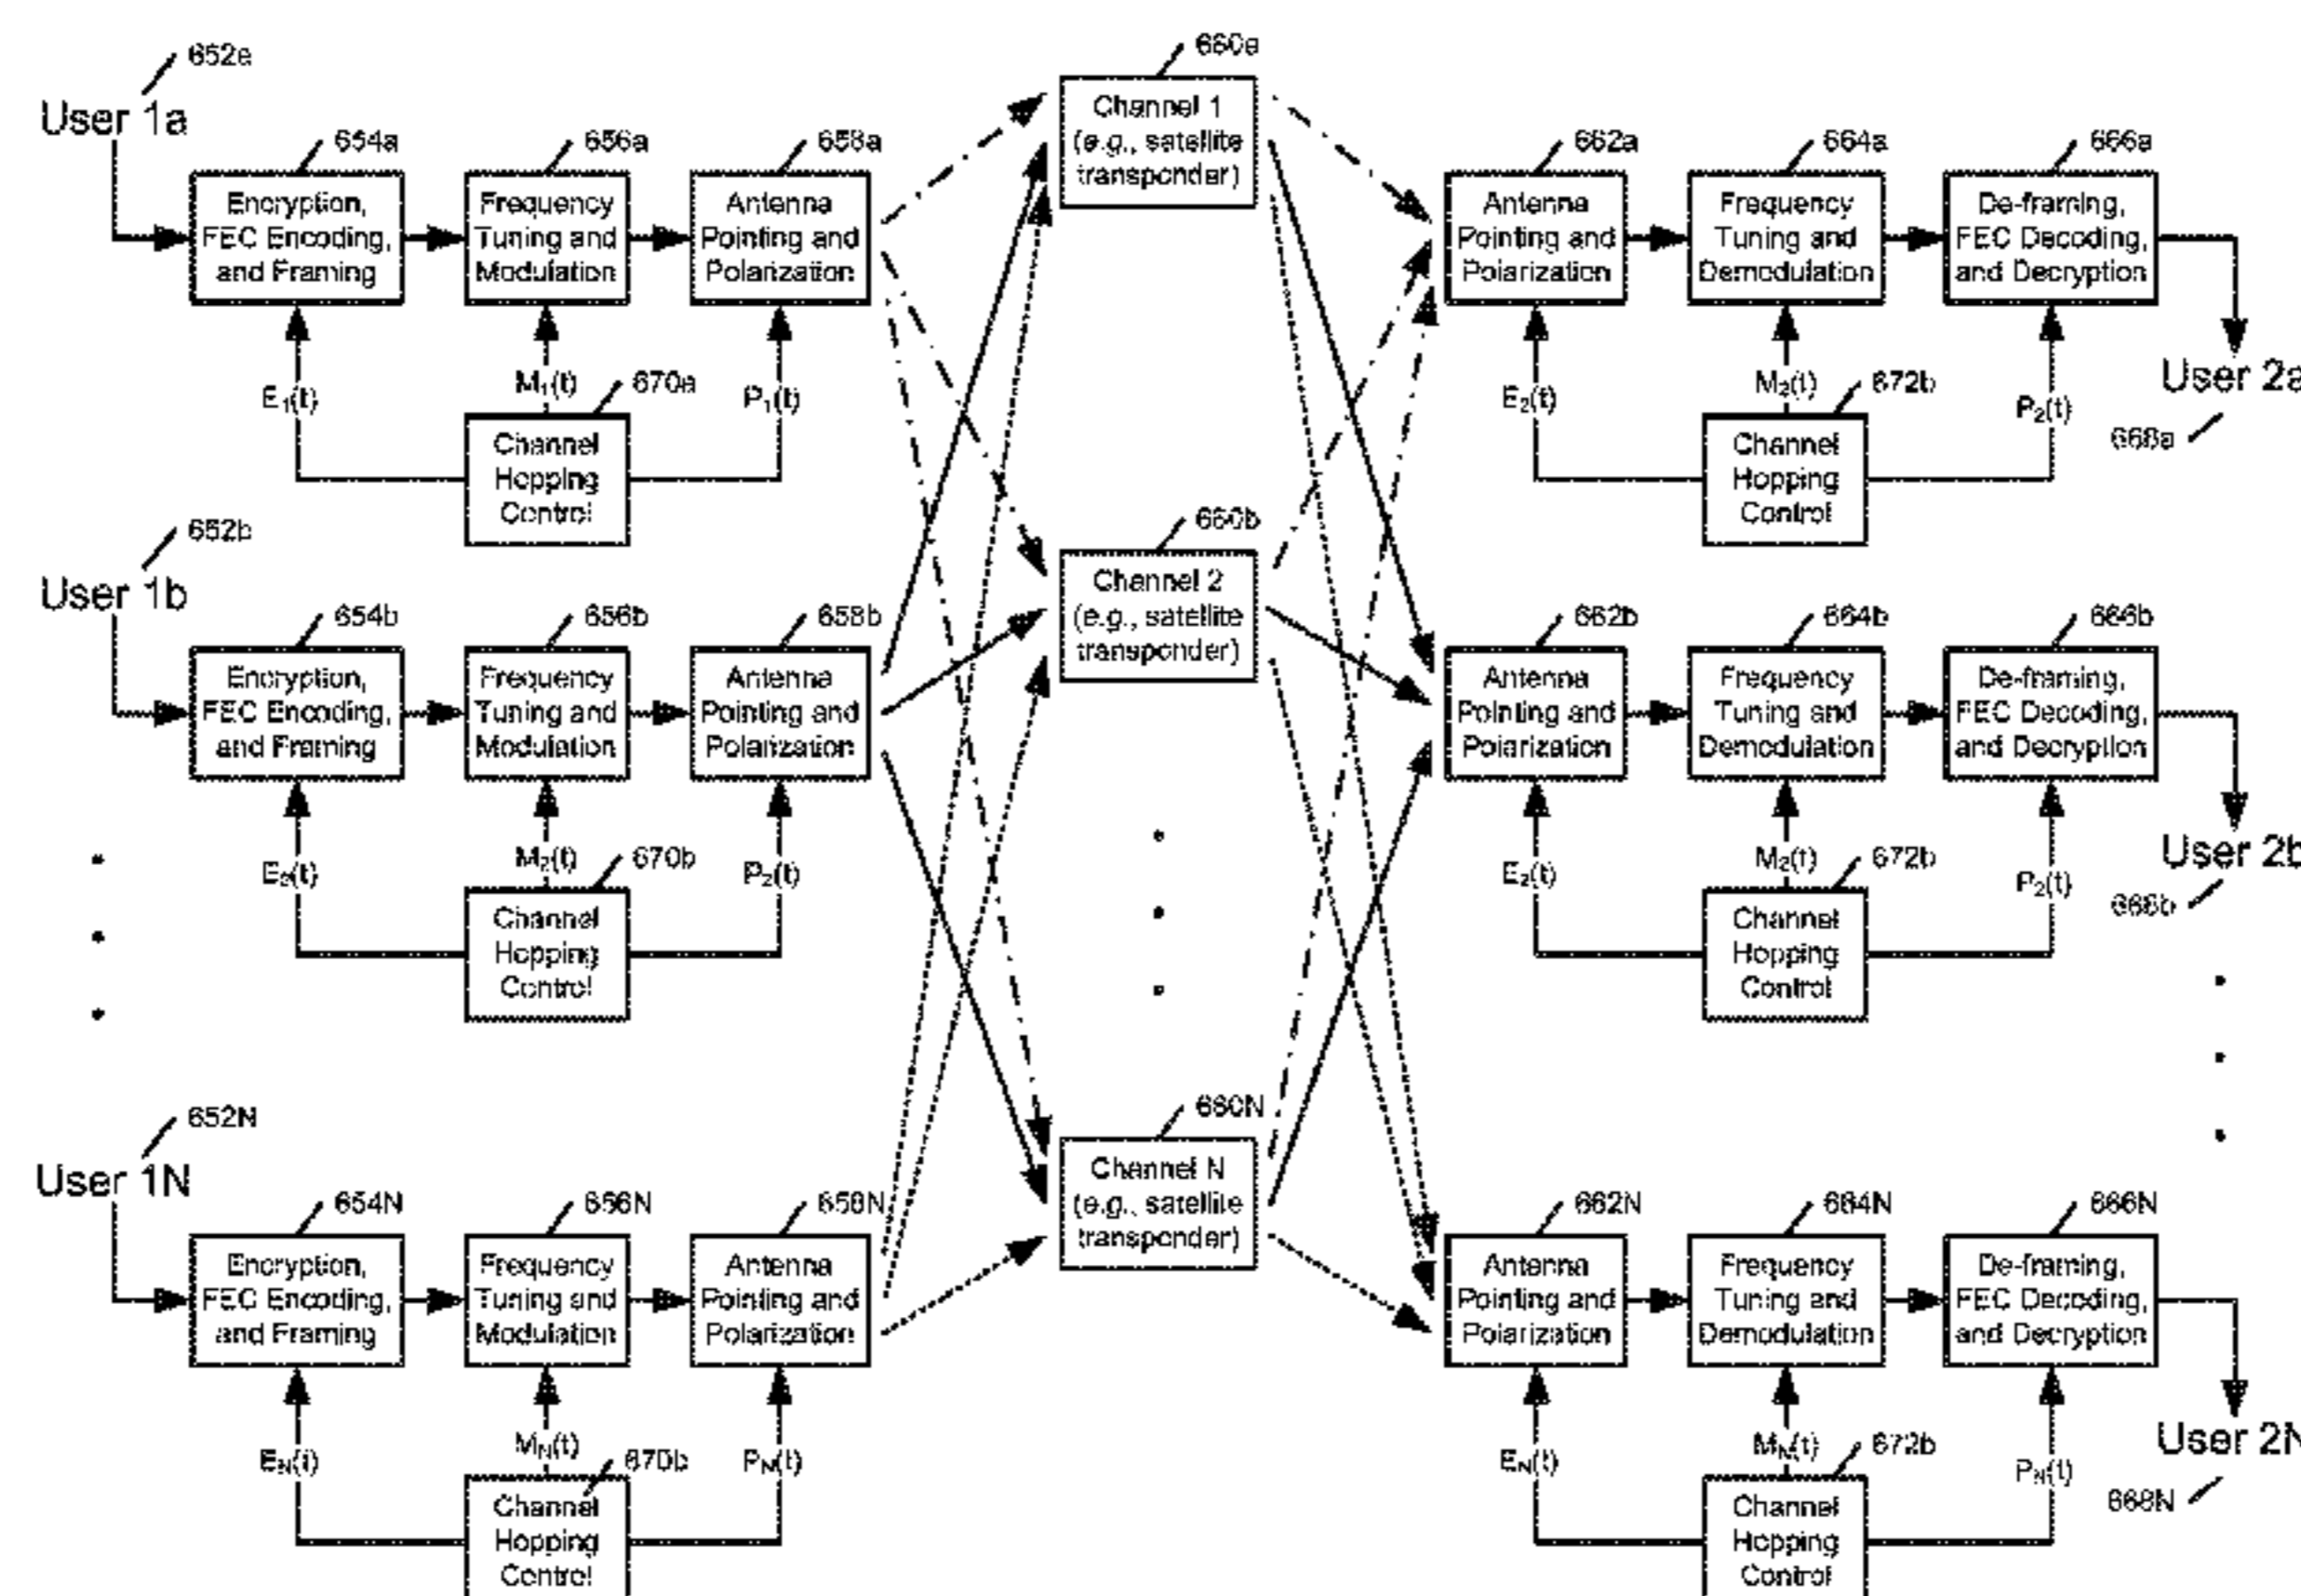 652a
User 1a
654a
Encryption,
FEC Encoding,
and Framing
656a
Frequency
Tuning and
Modulation
658a
Antenna
Pointing and
Polarization
E1(t)
M1(t)
P1(t)
670a
Channel
Hopping
Control
660a
Channel 1
(e.g., satellite
transponder)
662a
Antenna
Pointing and
Polarization
664a
Frequency
Tuning and
Demodulation
666a
De-framing,
FEC Decoding,
and Decryption
E2(t)
M2(t)
P2(t)
672b
Channel
Hopping
Control
User 2a
668a
652b
User 1b
654b
Encryption,
FEC Encoding,
and Framing
656b
Frequency
Tuning and
Modulation
658b
Antenna
Pointing and
Polarization
E2(t)
M2(t)
P2(t)
670b
Channel
Hopping
Control
660b
Channel 2
(e.g., satellite
transponder)
662b
Antenna
Pointing and
Polarization
664b
Frequency
Tuning and
Demodulation
666b
De-framing,
FEC Decoding,
and Decryption
E2(t)
M2(t)
P2(t)
672b
Channel
Hopping
Control
User 2b
668b
652N
User 1N
654N
Encryption,
FEC Encoding,
and Framing
656N
Frequency
Tuning and
Modulation
658N
Antenna
Pointing and
Polarization
EN(t)
MN(t)
PN(t)
670b
Channel
Hopping
Control
660N
Channel N
(e.g., satellite
transponder)
662N
Antenna
Pointing and
Polarization
664N
Frequency
Tuning and
Demodulation
666N
De-framing,
FEC Decoding,
and Decryption
EN(t)
MN(t)
PN(t)
672b
Channel
Hopping
Control
User 2N
668N